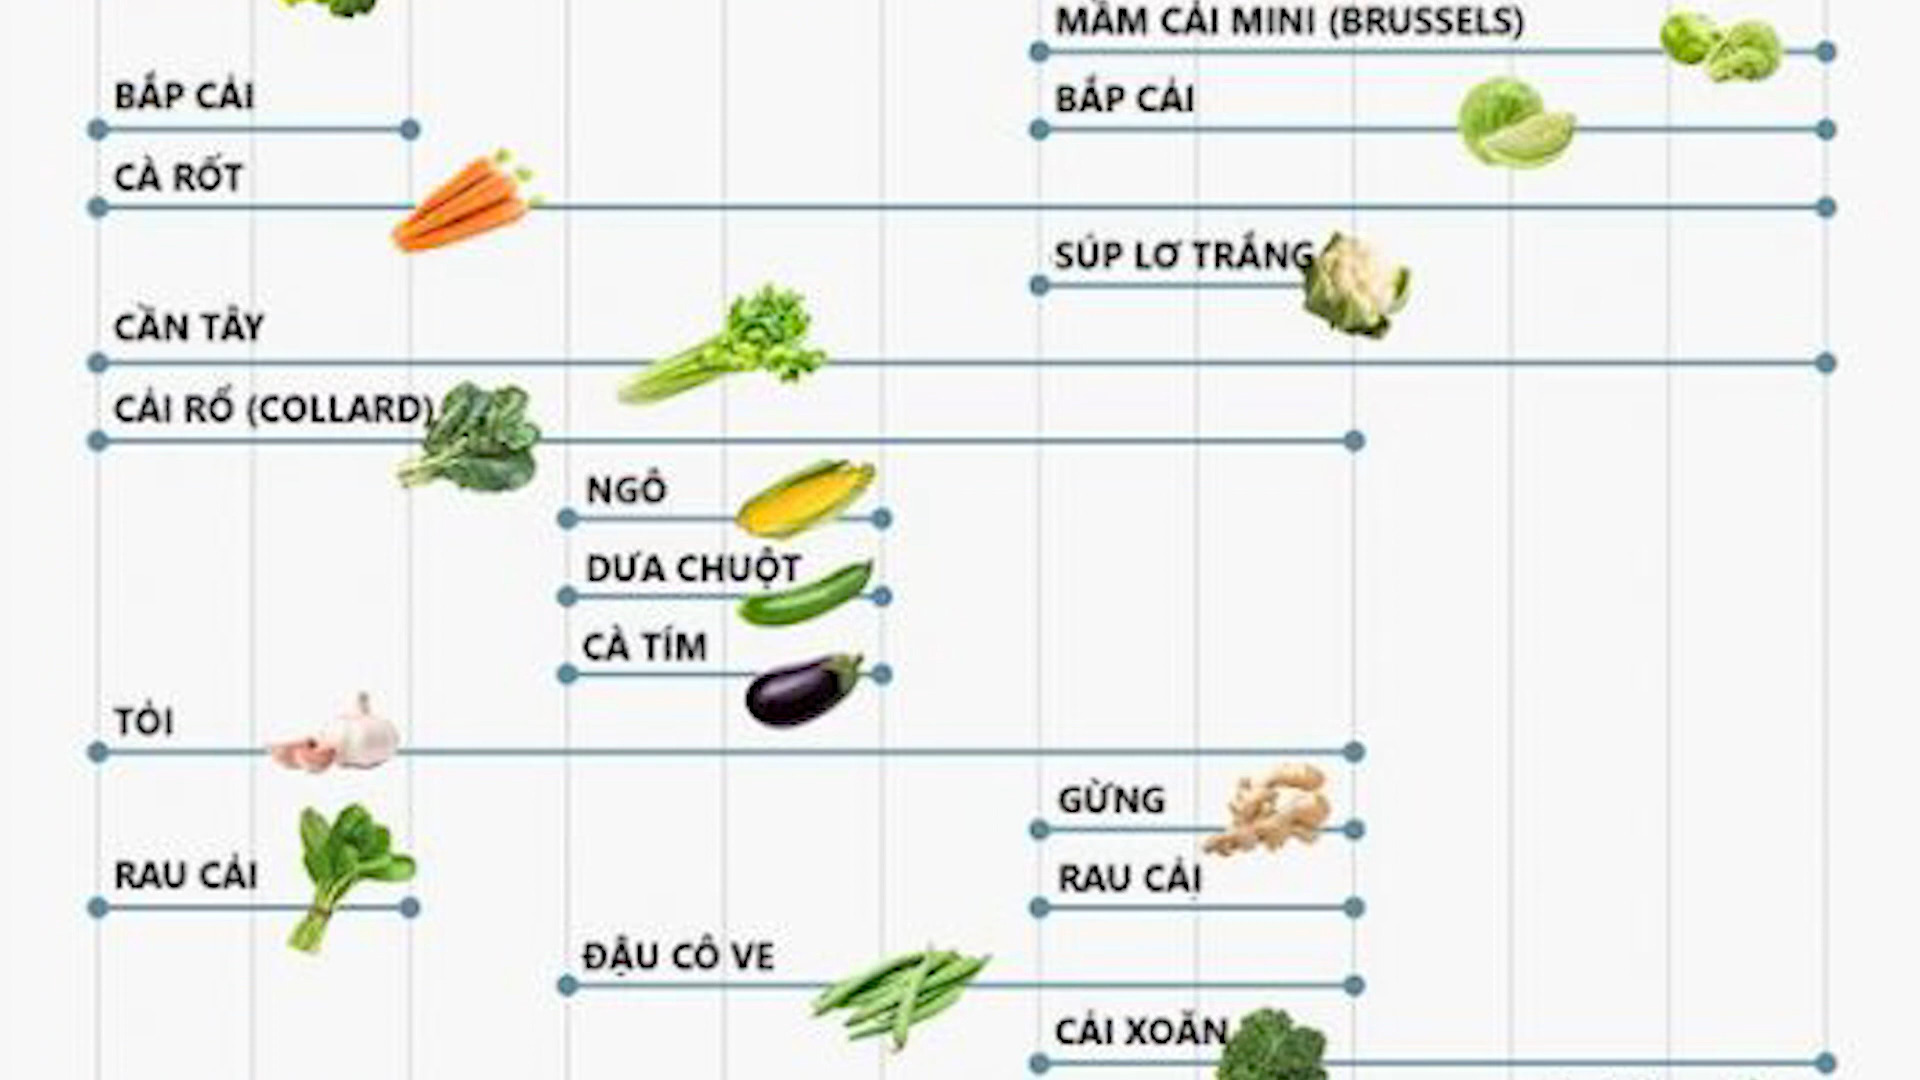 MẦM CẢI MINI (BRUSSELS)
BẮP CẢI
BẮP CẢI
CÀ RỐT
SÚP LƠ TRẮNG
CẦN TÂY
CẢI RỔ (COLLARD)
NGÔ
DƯA CHUỘT
CÀ TÍM
TỎI
GỪNG
RAU CẢI
RAU CẢI
ĐẬU CÔ VE
CẢI XOĂN